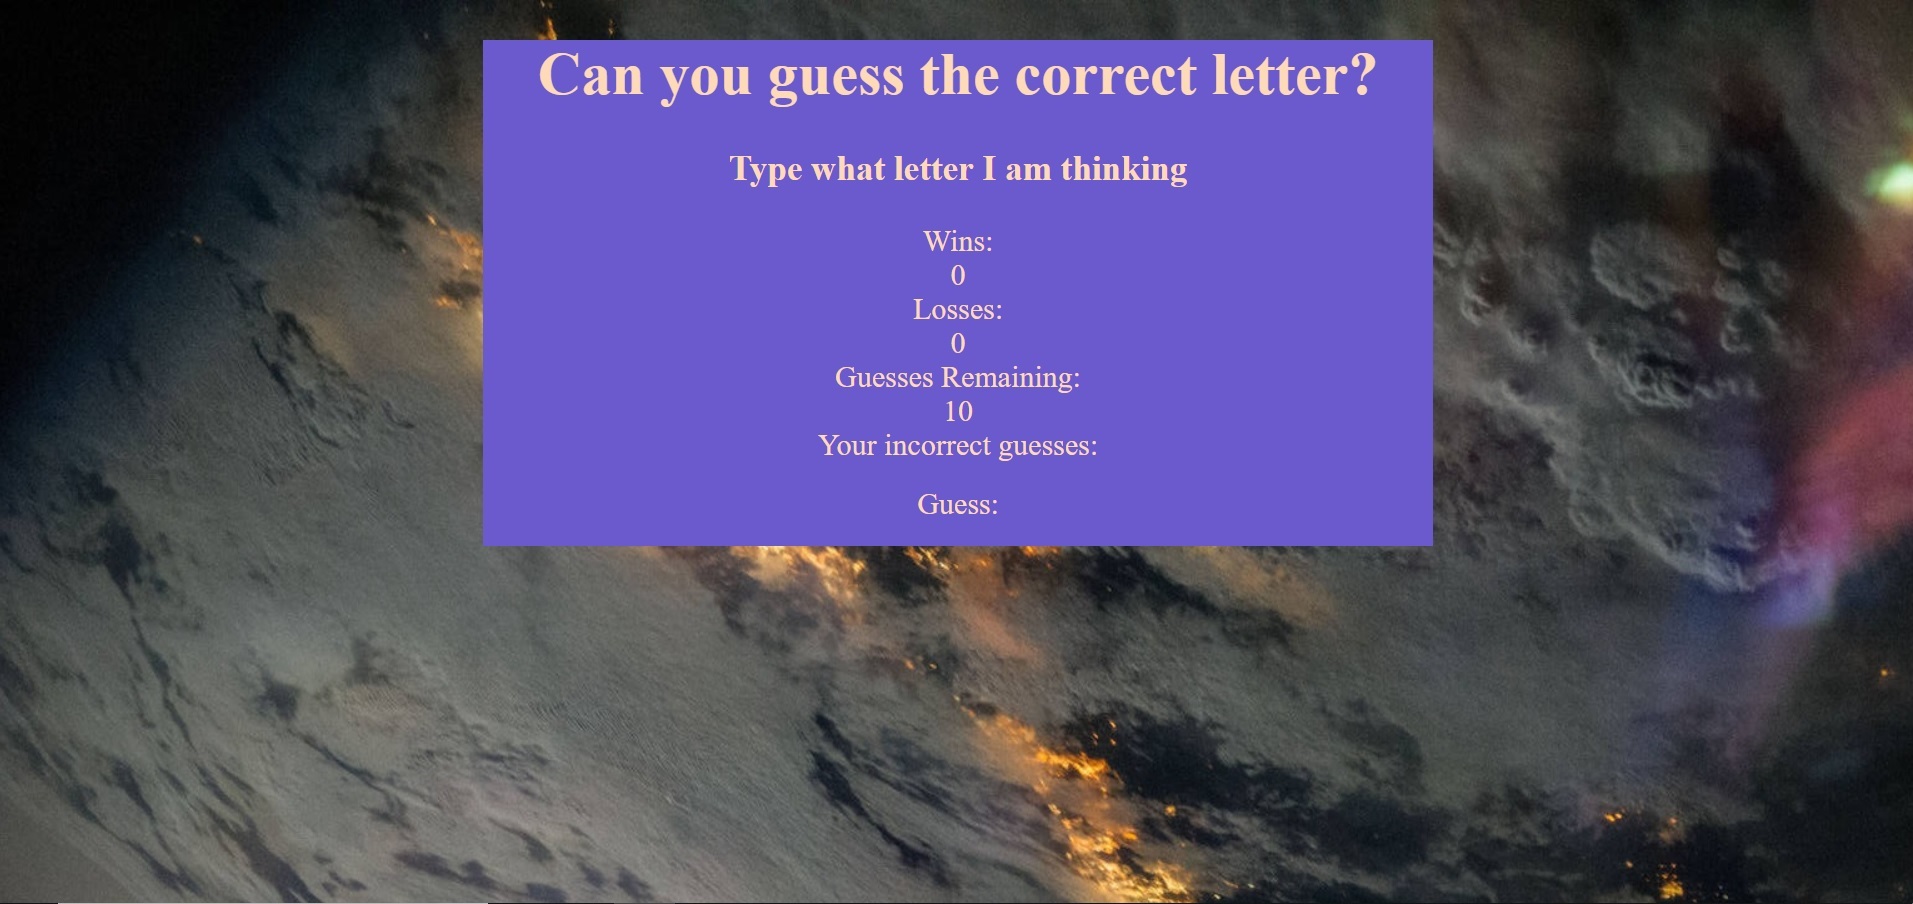 Can you guess the correct letter?
Type what letter I am thinking
Wins:
0
Losses:
0
Guesses Remaining:
10
Your incorrect guesses:
Guess: